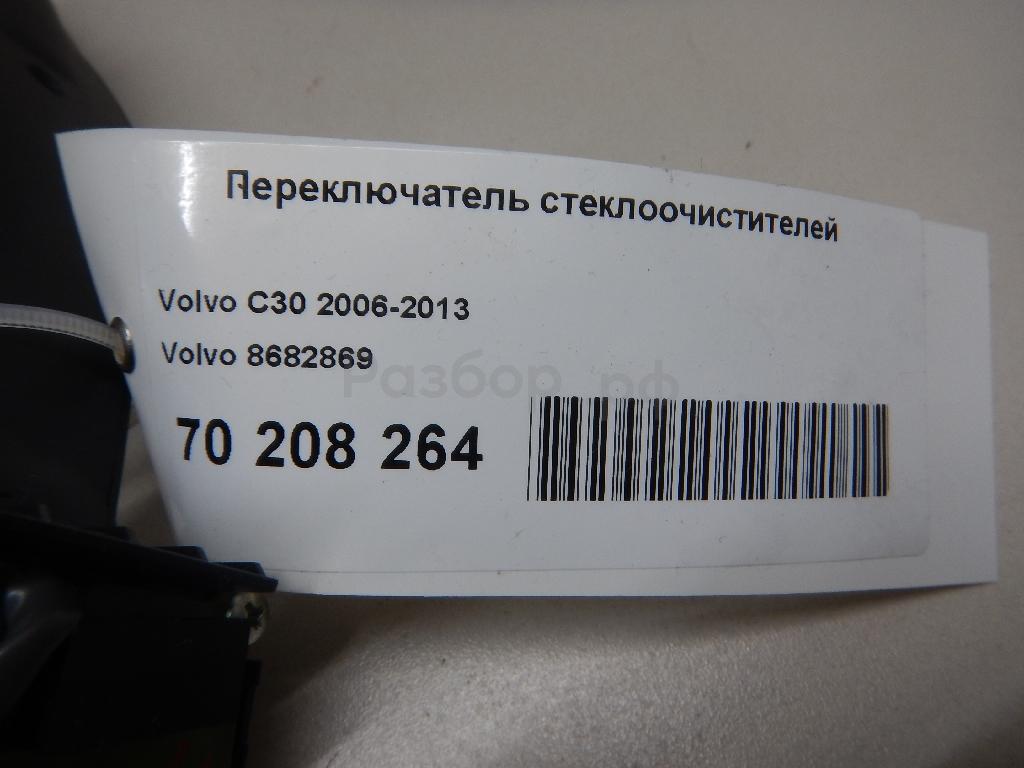 Переключатель стеклоочистителей
Volvo C30 2006-2013
Volvo 8682869
Разбор.рф
70 208 264